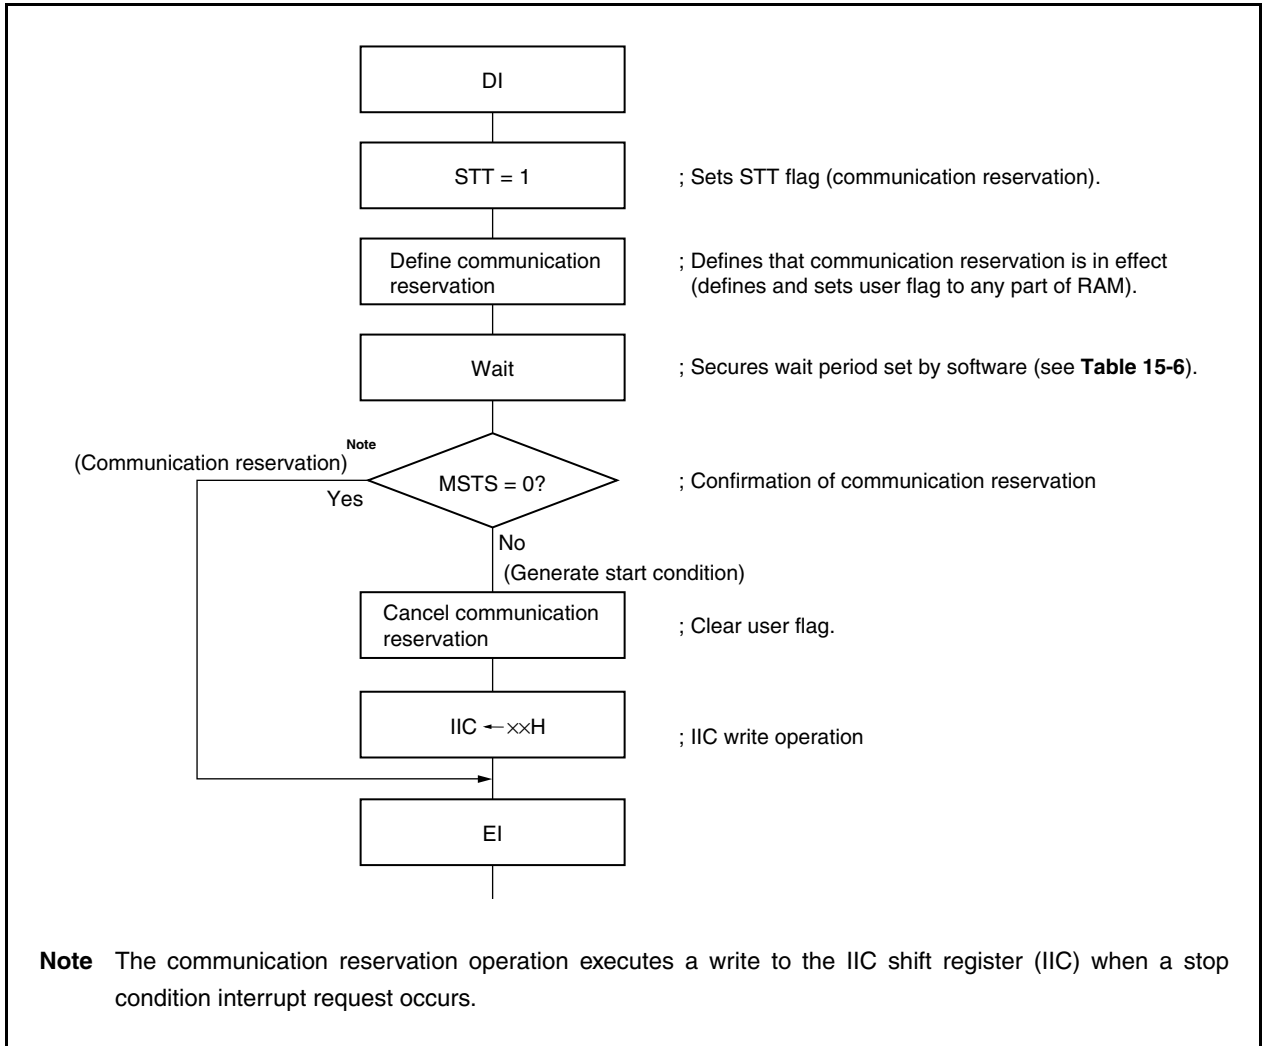 DI
STT = 1
; Sets STT flag (communication reservation).
Define communication
reservation
; Defines that communication reservation is in effect
(defines and sets user flag to any part of RAM).
Wait
; Secures wait period set by software (see Table 15-6).
(Communication reservation) Note
Yes
MSTS = 0?
; Confirmation of communication reservation
No
(Generate start condition)
Cancel communication
reservation
; Clear user flag.
IIC ← ××H
; IIC write operation
EI
Note The communication reservation operation executes a write to the IIC shift register (IIC) when a stop
condition interrupt request occurs.